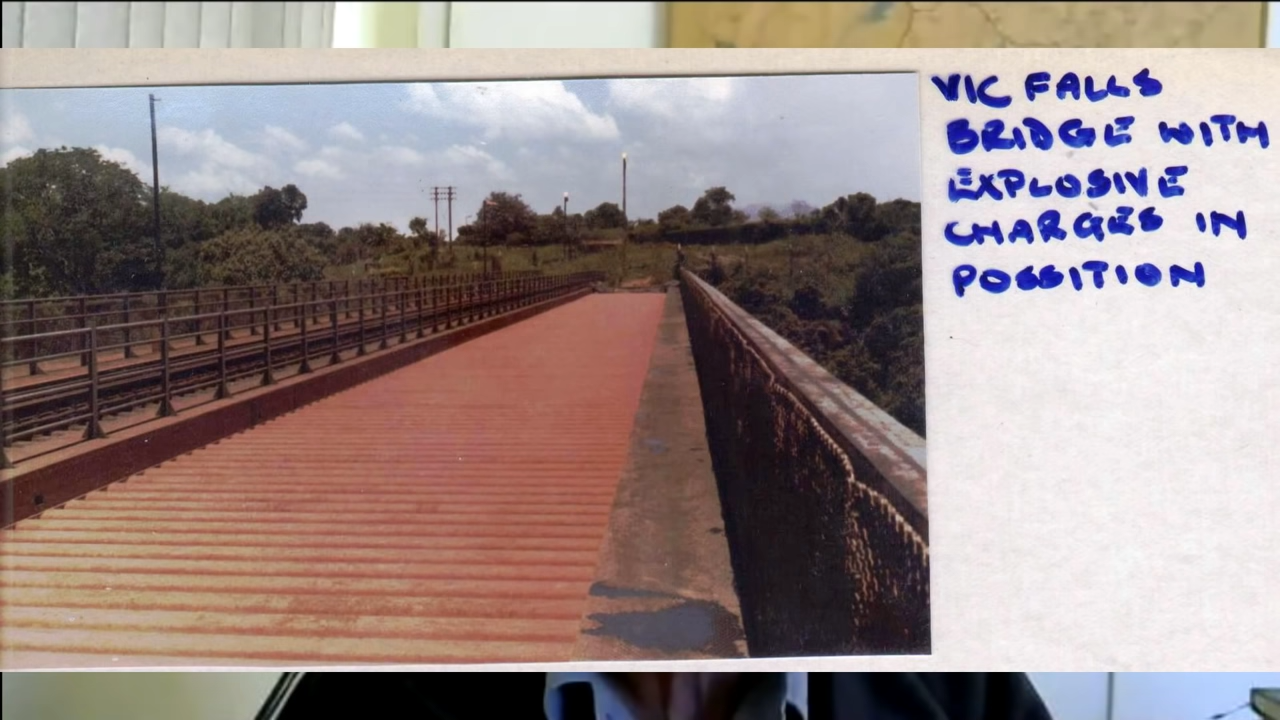 VIC FALLS
BRIDGE WITH
EXPLOSIVE
CHARGES IN
POSSITION